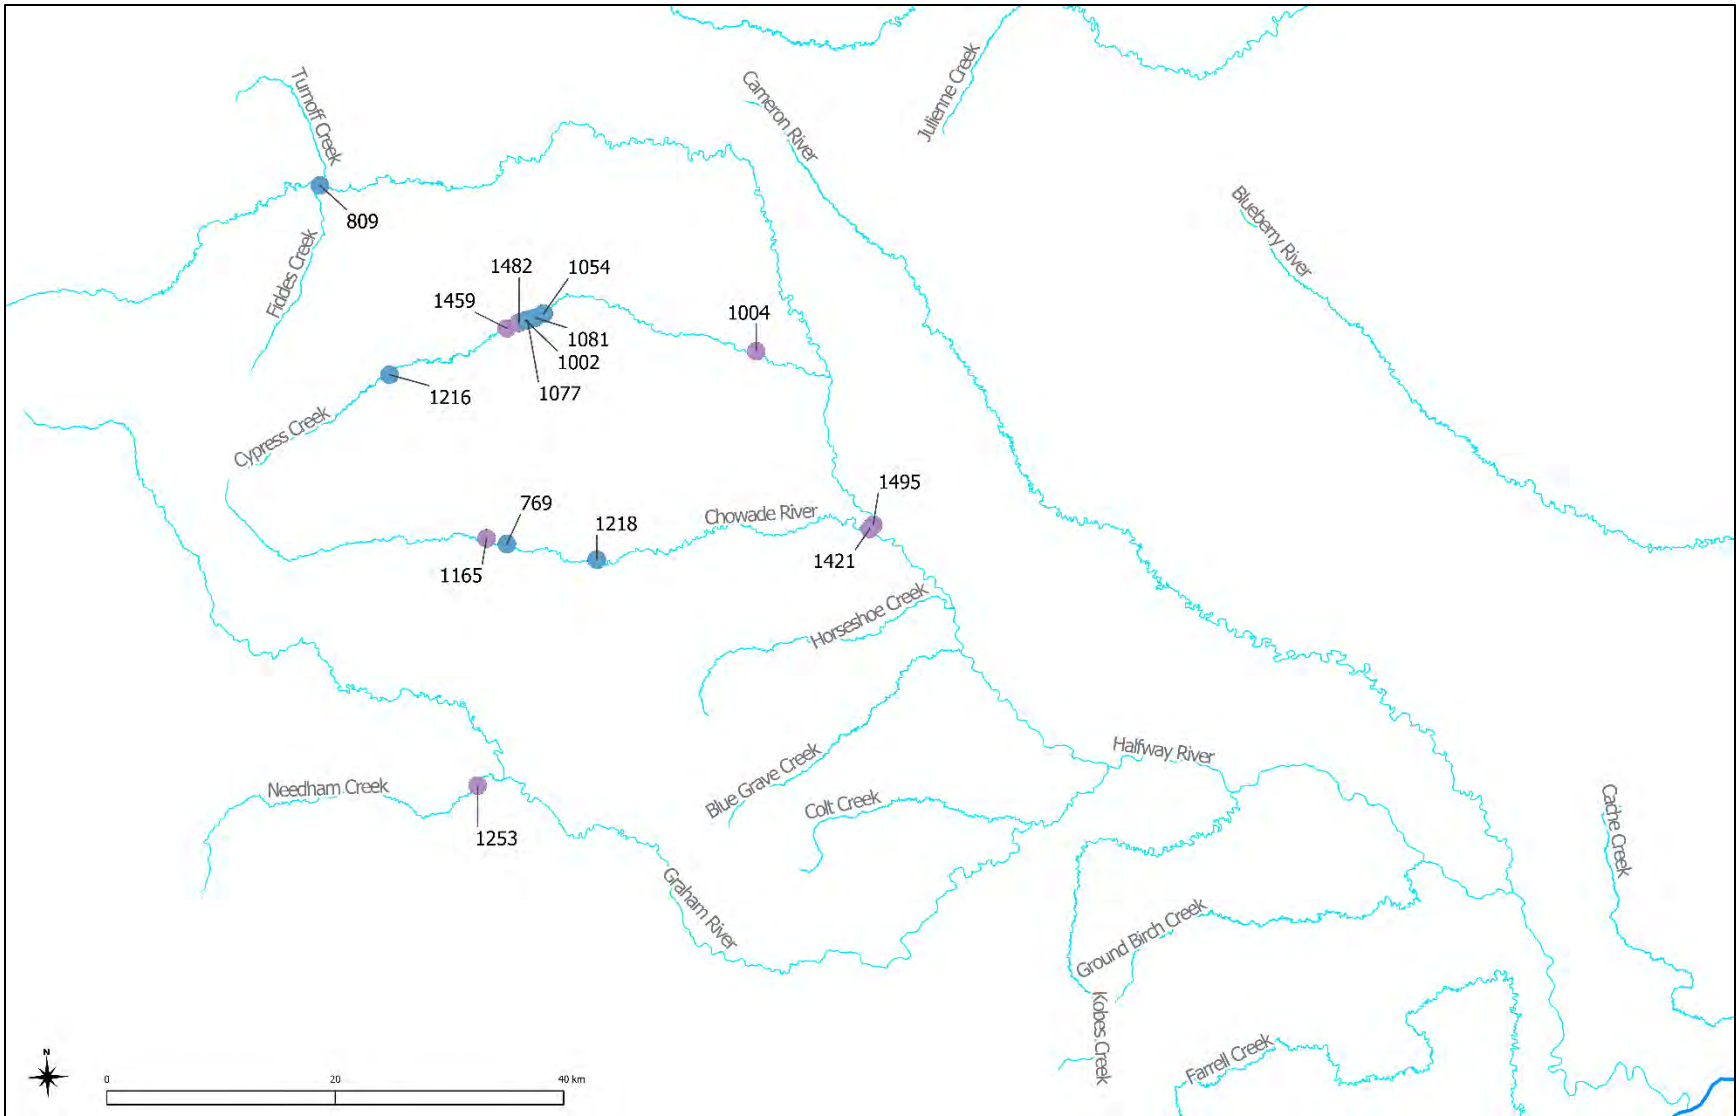 Turnoff Creek
Cameron River
Julienne Creek
Blueberry River
809
Fiddes Creek
1482
1054
1459
1081
1002
1077
1004
1216
Cypress Creek
1495
769
1218
Chowade River
1421
1165
Horseshoe Creek
Halfway River
Blue Grave Creek
Needham Creek
Colt Creek
1253
Cache Creek
Graham River
Ground Birch Creek
Kobes Creek
Farrell Creek
N
0 20 40 km